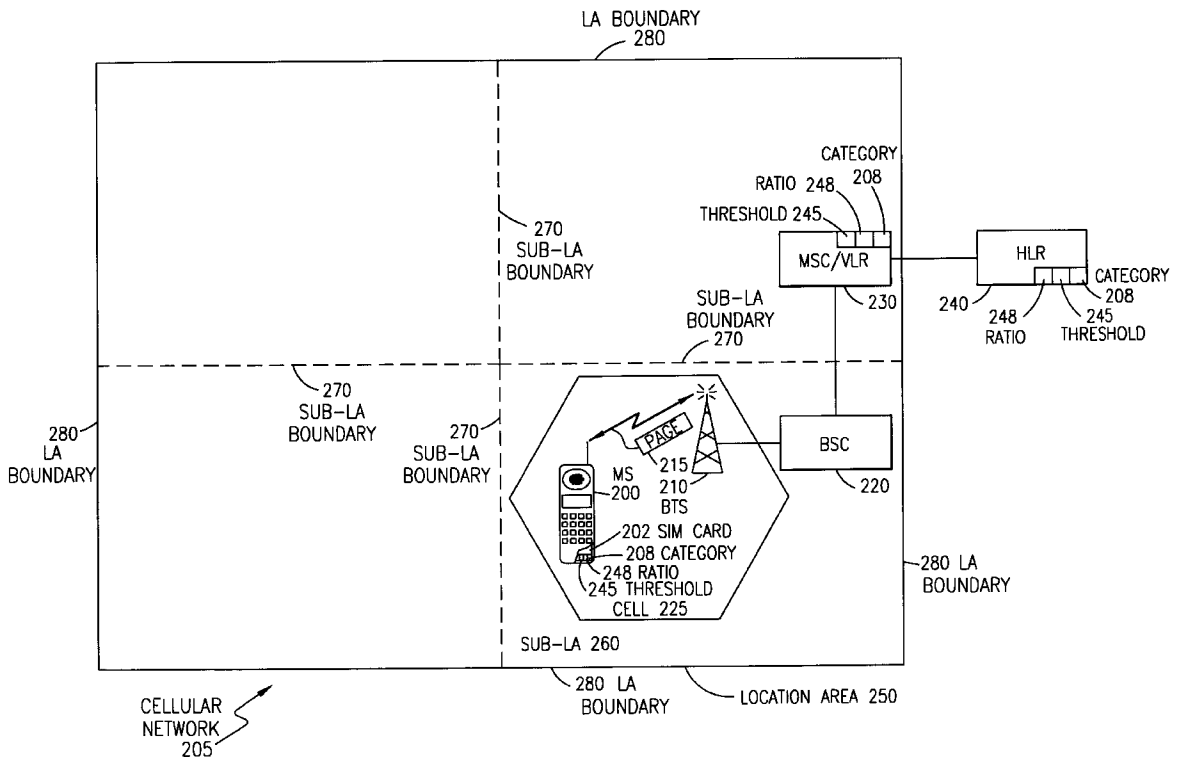 LA BOUNDARY
280
CATEGORY
208
RATIO 248
THRESHOLD 245
270
SUB-LA
BOUNDARY
MSC/VLR
230
HLR
240
CATEGORY
208
248
RATIO
245
THRESHOLD
SUB-LA
BOUNDARY
270
270
SUB-LA
BOUNDARY
280
LA
BOUNDARY
270
SUB-LA
BOUNDARY
PAGE
215
210
BTS
MS
200
BSC
220
202 SIM CARD
208 CATEGORY
248 RATIO
245 THRESHOLD
CELL 225
280 LA
BOUNDARY
SUB-LA 260
280 LA
BOUNDARY
LOCATION AREA 250
CELLULAR
NETWORK
205